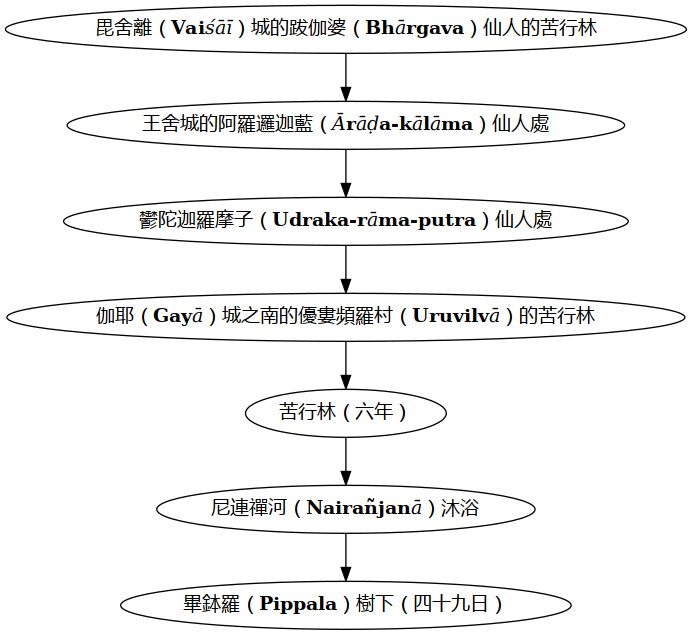 毘舍離（Vaiśāī）城的跋伽婆（Bhārgava）仙人的苦行林
王舍城的阿羅邏迦藍（Ārāḍa-kālāma）仙人處
鬱陀迦羅摩子（Udraka-rāma-putra）仙人處
伽耶（Gayā）城之南的優婁頻羅村（Uruvilvā）的苦行林
苦行林（六年）
尼連禪河（Nairañjanā）沐浴
畢鉢羅（Pippala）樹下（四十九日）